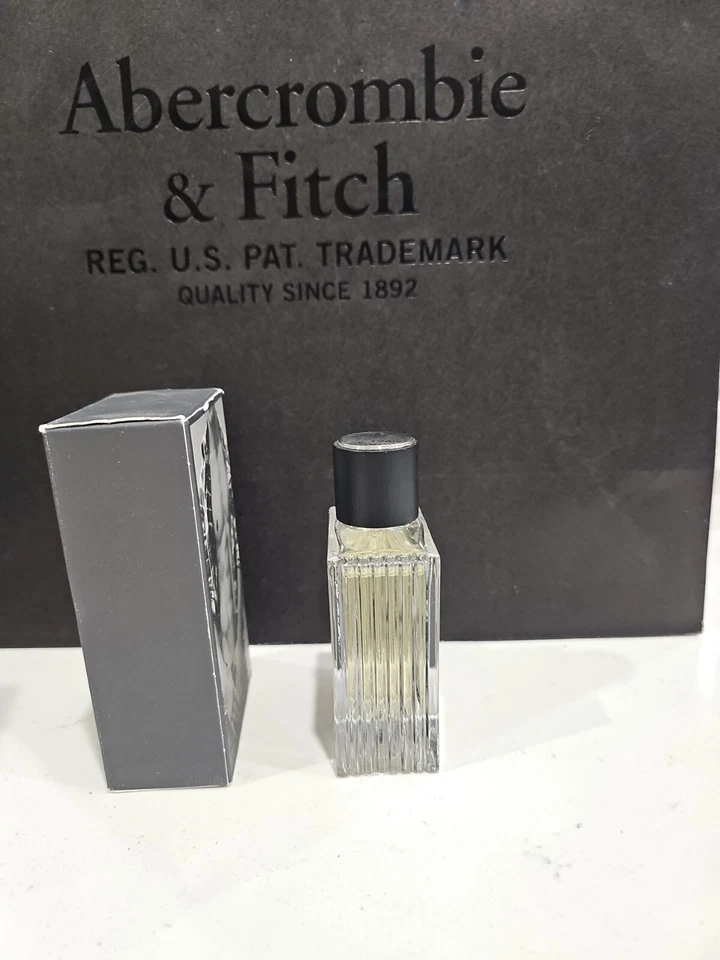 Abercrombie
& Fitch
REG. U.S. PAT. TRADEMARK
QUALITY SINCE 1892